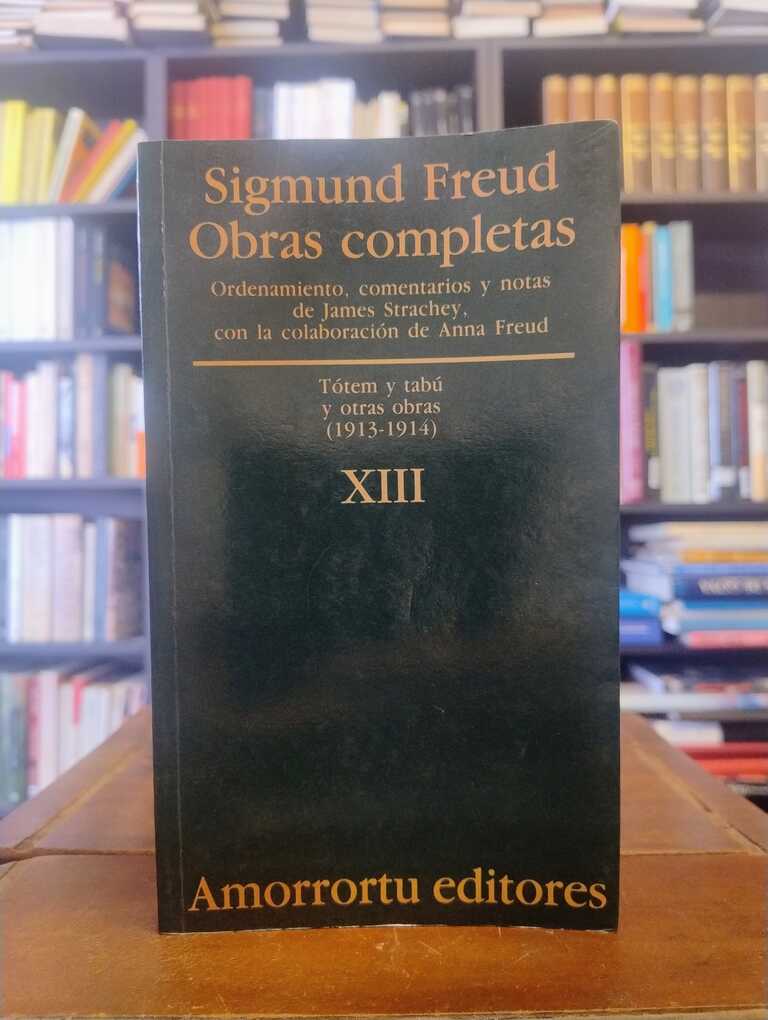 Sigmund Freud
Obras completas
Ordenamiento, comentarios y notas
de James Strachey,
con la colaboración de Anna Freud
Tótem y tabú
y otras obras
(1913-1914)
XIII
Amorrortu editores